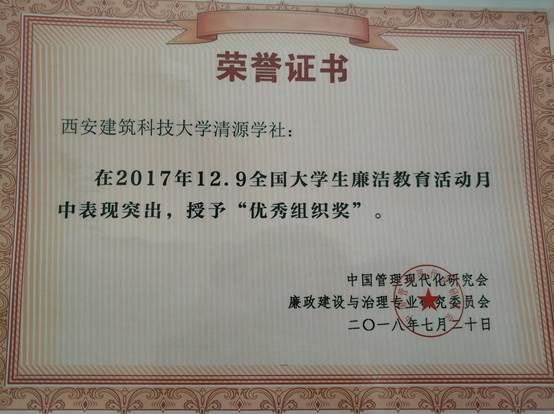 荣誉证书
西安建筑科技大学清源学社：
在2017年12.9全国大学生廉洁教育活动月
中表现突出，授予“优秀组织奖”。
中国管理现代化研究会
廉政建设与治理专业研究委员会
二〇一八年七月二十日